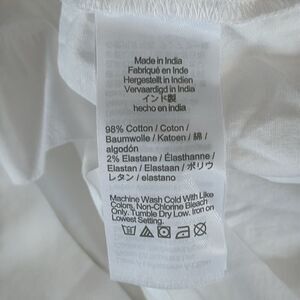 Made in India
Fabriqué en Inde
Hergestellt in Indien
Vervaardigd in India
インド製
hecho en India
98% Cotton / Coton /
Baumwolle / Katoen / 綿 /
algodón
2% Elastane / Élasthanne /
Elastan / Elastaan / ポリウ
レタン / elastano
Machine Wash Cold With Like
Colors. Non-Chlorine Bleach
Only. Tumble Dry Low. Iron on
Lowest Setting.